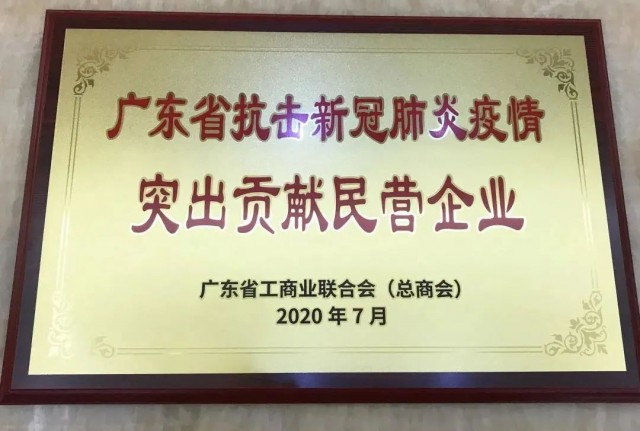 广东省抗击新冠肺炎疫情
突出贡献民营企业
广东省工商业联合会（总商会）
2020年7月